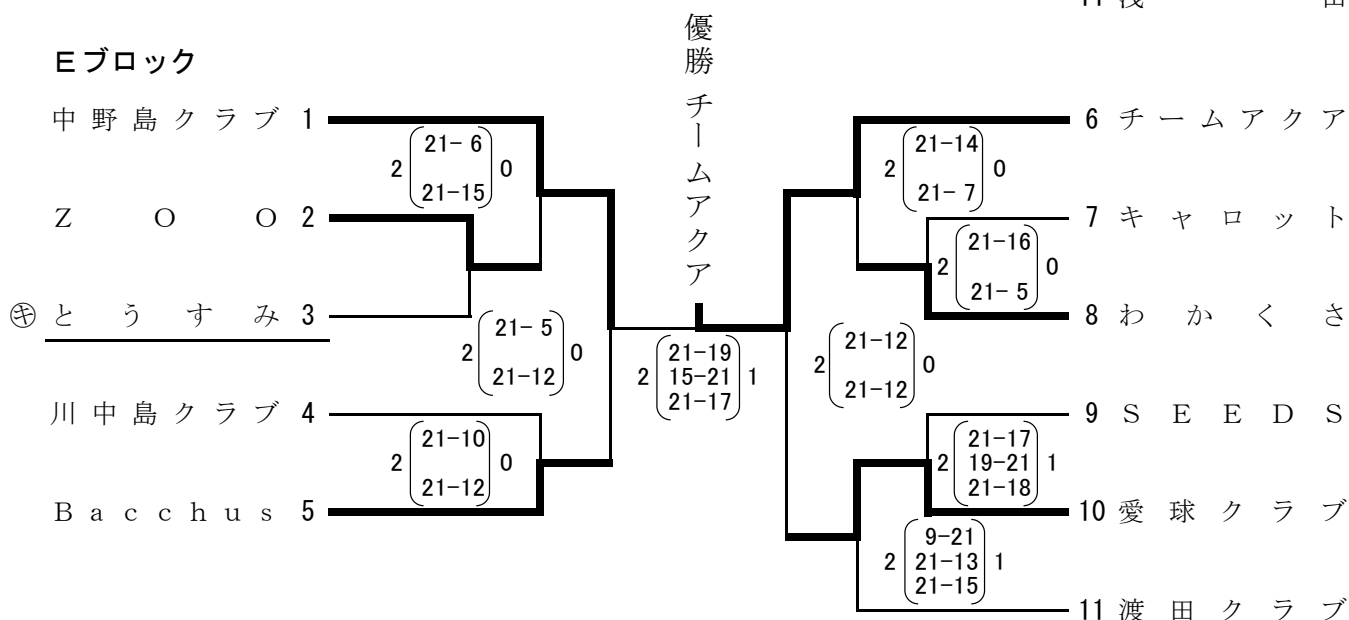 Eブロック
優勝 チームアクア
中野島クラブ 1
21- 6
2 0
21-15
ZOO 2
㋖ とうすみ 3
21- 5
2 0
21-12
川中島クラブ 4
21-10
2 0
21-12
Bacchus 5
21-19
2 15-21 1
21-17
6 チームアクア
21-14
2 0
21- 7
7 キャロット
21-16
2 0
21- 5
8 わかくさ
21-12
2 0
21-12
9 SEEDS
21-17
2 19-21 1
21-18
10 愛球クラブ
9-21
2 21-13 1
21-15
11 渡田クラブ